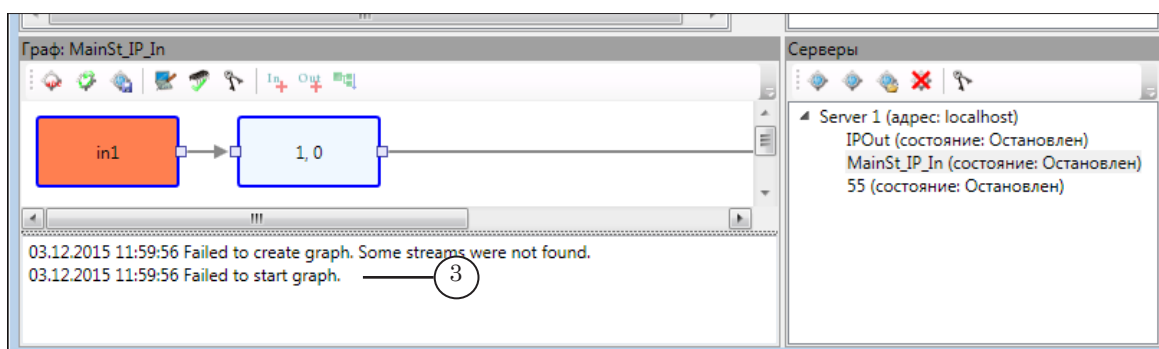 Граф: MainSt_IP_In
In
Out
in1
1, 0
03.12.2015 11:59:56 Failed to create graph. Some streams were not found.
03.12.2015 11:59:56 Failed to start graph.
3
Серверы
Server 1 (адрес: localhost)
IPOut (состояние: Остановлен)
MainSt_IP_In (состояние: Остановлен)
55 (состояние: Остановлен)